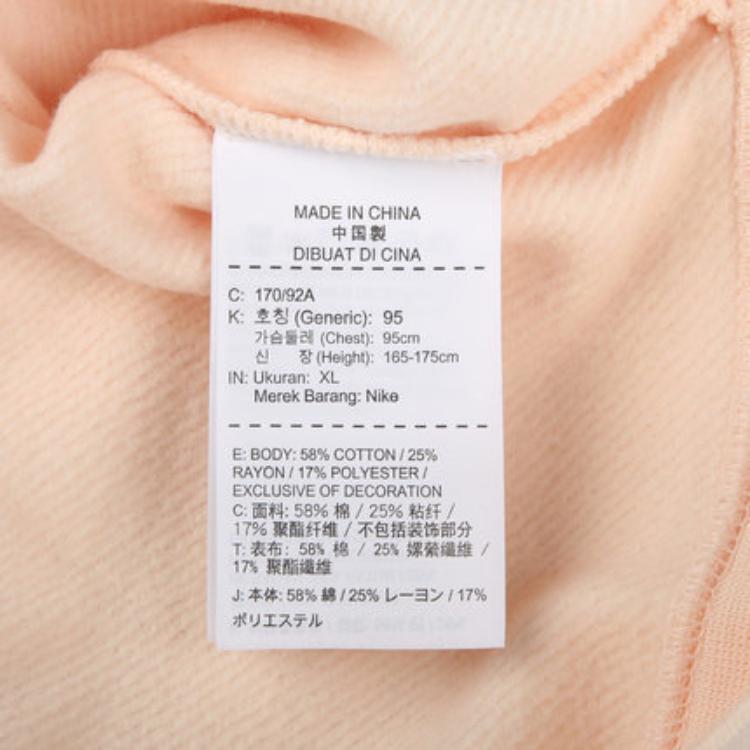 MADE IN CHINA
中国製
DIBUAT DI CINA
C: 170/92A
K: 호칭 (Generic): 95
가슴둘레 (Chest): 95cm
신 장 (Height): 165-175cm
IN: Ukuran: XL
Merek Barang: Nike
E: BODY: 58% COTTON / 25%
RAYON / 17% POLYESTER /
EXCLUSIVE OF DECORATION
C: 面料: 58% 棉 / 25% 粘纤 /
17% 聚酯纤维 / 不包括装饰部分
T: 表布: 58% 棉 / 25% 嫘縈纖維 /
17% 聚酯纖維
J: 本体: 58% 綿 / 25% レーヨン / 17%
ポリエステル